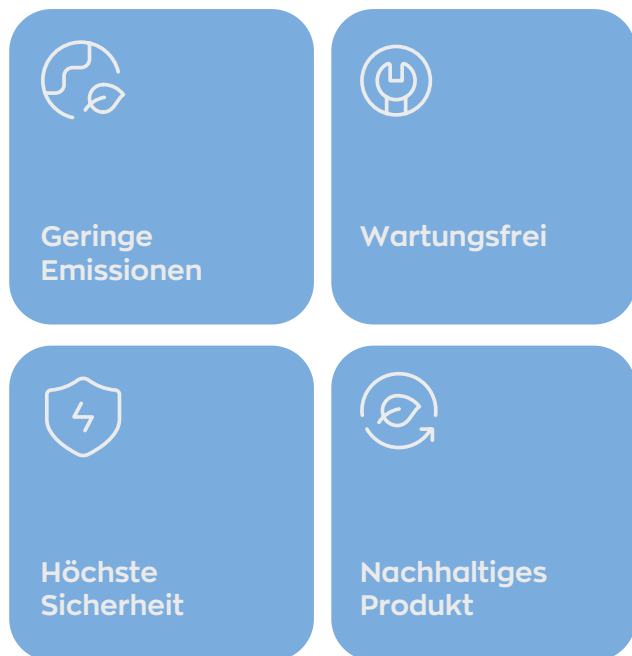 Geringe
Emissionen
Wartungsfrei
Höchste
Sicherheit
Nachhaltiges
Produkt